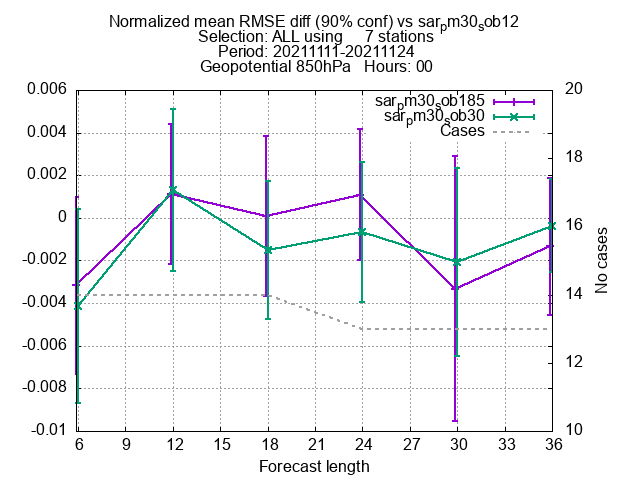 Normalized mean RMSE diff (90% conf) vs sarpm30sob12
Selection: ALL using 7 stations
Period: 20211111-20211124
Geopotential 850hPa Hours: 00
sarpm30sob185
sarpm30sob30
Cases
0.006
0.004
0.002
0
-0.002
-0.004
-0.006
-0.008
-0.01
20
18
16
14
12
10
No cases
6 9 12 15 18 21 24 27 30 33 36
Forecast length